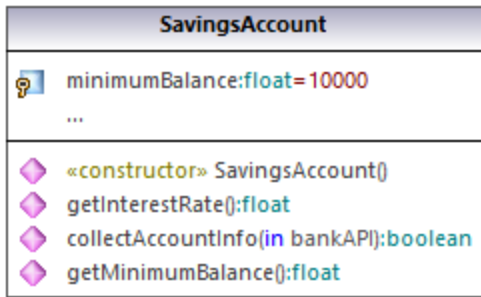 SavingsAccount
minimumBalance:float=10000
...
«constructor» SavingsAccount()
getInterestRate():float
collectAccountInfo(in bankAPI):boolean
getMinimumBalance():float